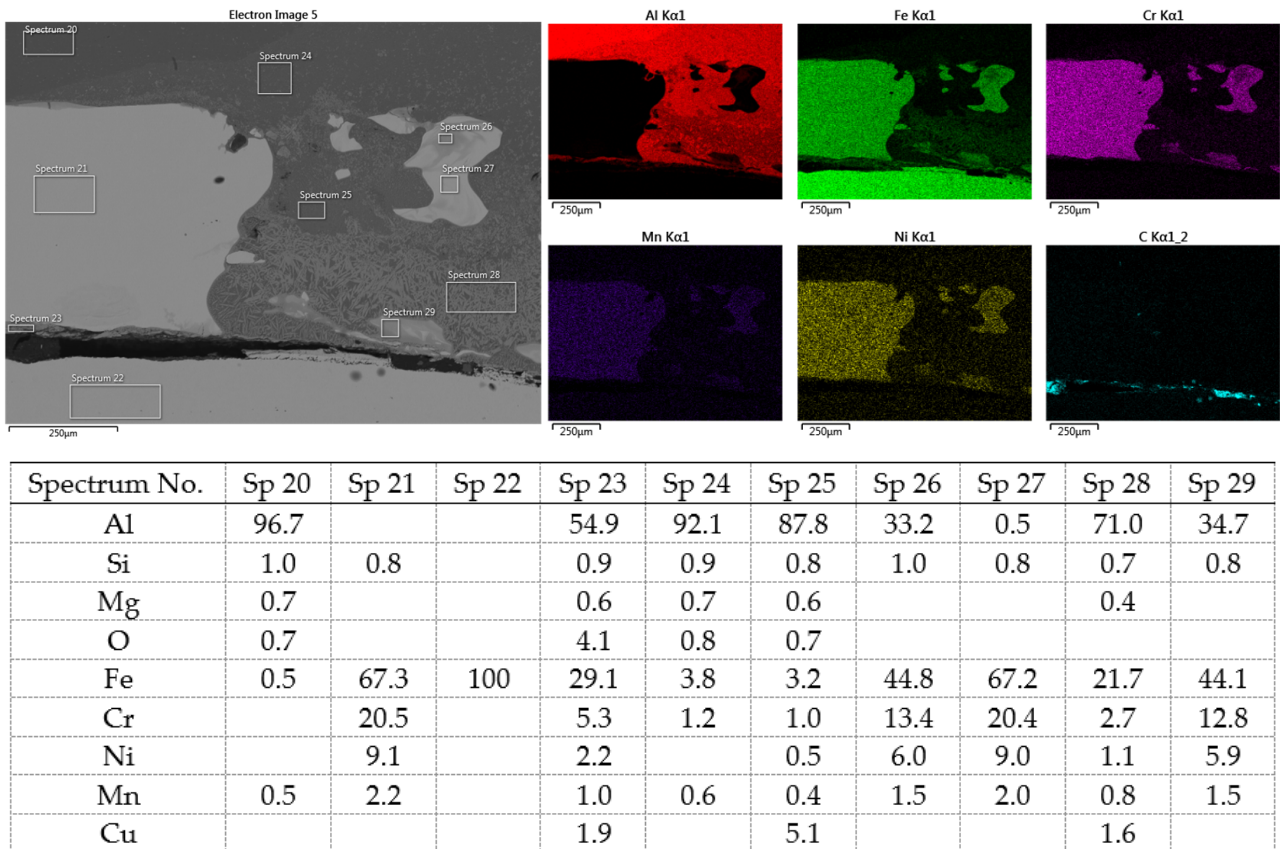 Electron Image 5
Al Kα1
Fe Kα1
Cr Kα1
Spectrum 20
Spectrum 24
Spectrum 26
Spectrum 21
Spectrum 27
Spectrum 25
Spectrum 28
Spectrum 29
Spectrum 23
Spectrum 22
250µm
250µm
250µm
250µm
Mn Kα1
Ni Kα1
C Kα1_2
250µm
250µm
250µm
Spectrum No. Sp 20 Sp 21 Sp 22 Sp 23 Sp 24 Sp 25 Sp 26 Sp 27 Sp 28 Sp 29
Al 96.7 54.9 92.1 87.8 33.2 0.5 71.0 34.7
Si 1.0 0.8 0.9 0.9 0.8 1.0 0.8 0.7 0.8
Mg 0.7 0.6 0.7 0.6 0.4
O 0.7 4.1 0.8 0.7
Fe 0.5 67.3 100 29.1 3.8 3.2 44.8 67.2 21.7 44.1
Cr 20.5 5.3 1.2 1.0 13.4 20.4 2.7 12.8
Ni 9.1 2.2 0.5 6.0 9.0 1.1 5.9
Mn 0.5 2.2 1.0 0.6 0.4 1.5 2.0 0.8 1.5
Cu 1.9 5.1 1.6